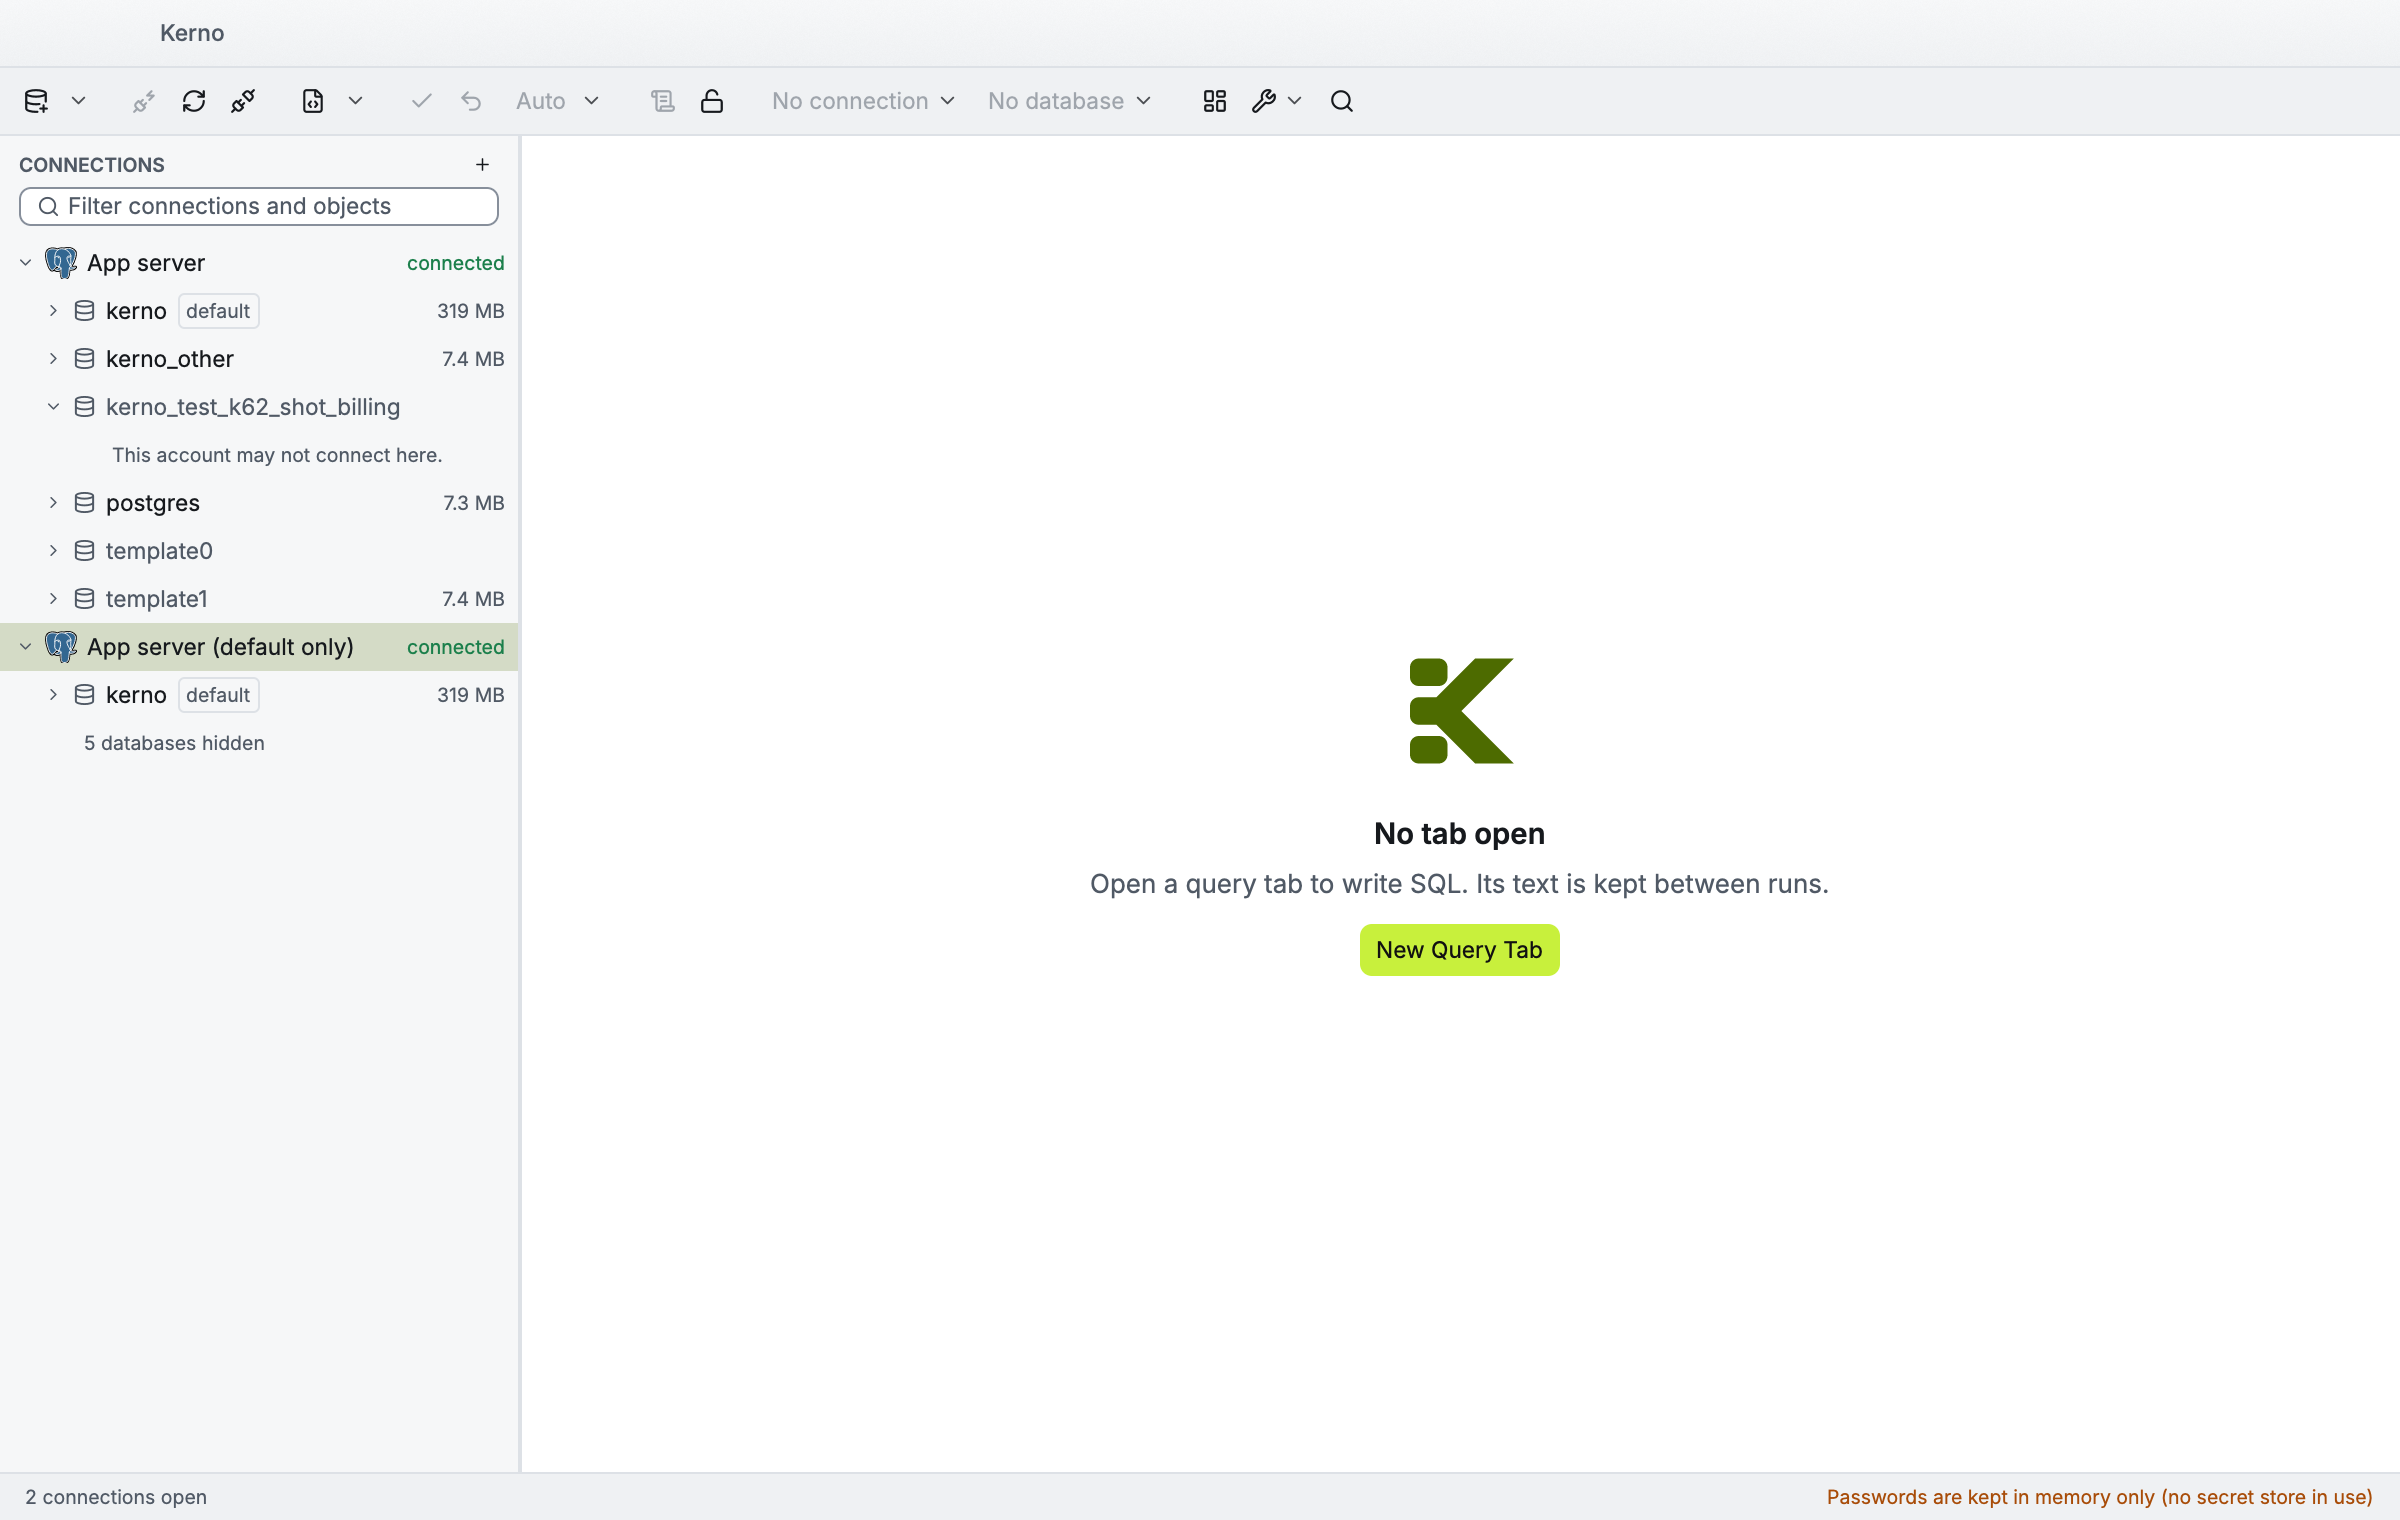 Kerno
Auto
No connection
No database
CONNECTIONS
Filter connections and objects
App server connected
kerno default 319 MB
kerno_other 7.4 MB
kerno_test_k62_shot_billing
This account may not connect here.
postgres 7.3 MB
template0
template1 7.4 MB
App server (default only) connected
kerno default 319 MB
5 databases hidden
No tab open
Open a query tab to write SQL. Its text is kept between runs.
New Query Tab
2 connections open
Passwords are kept in memory only (no secret store in use)